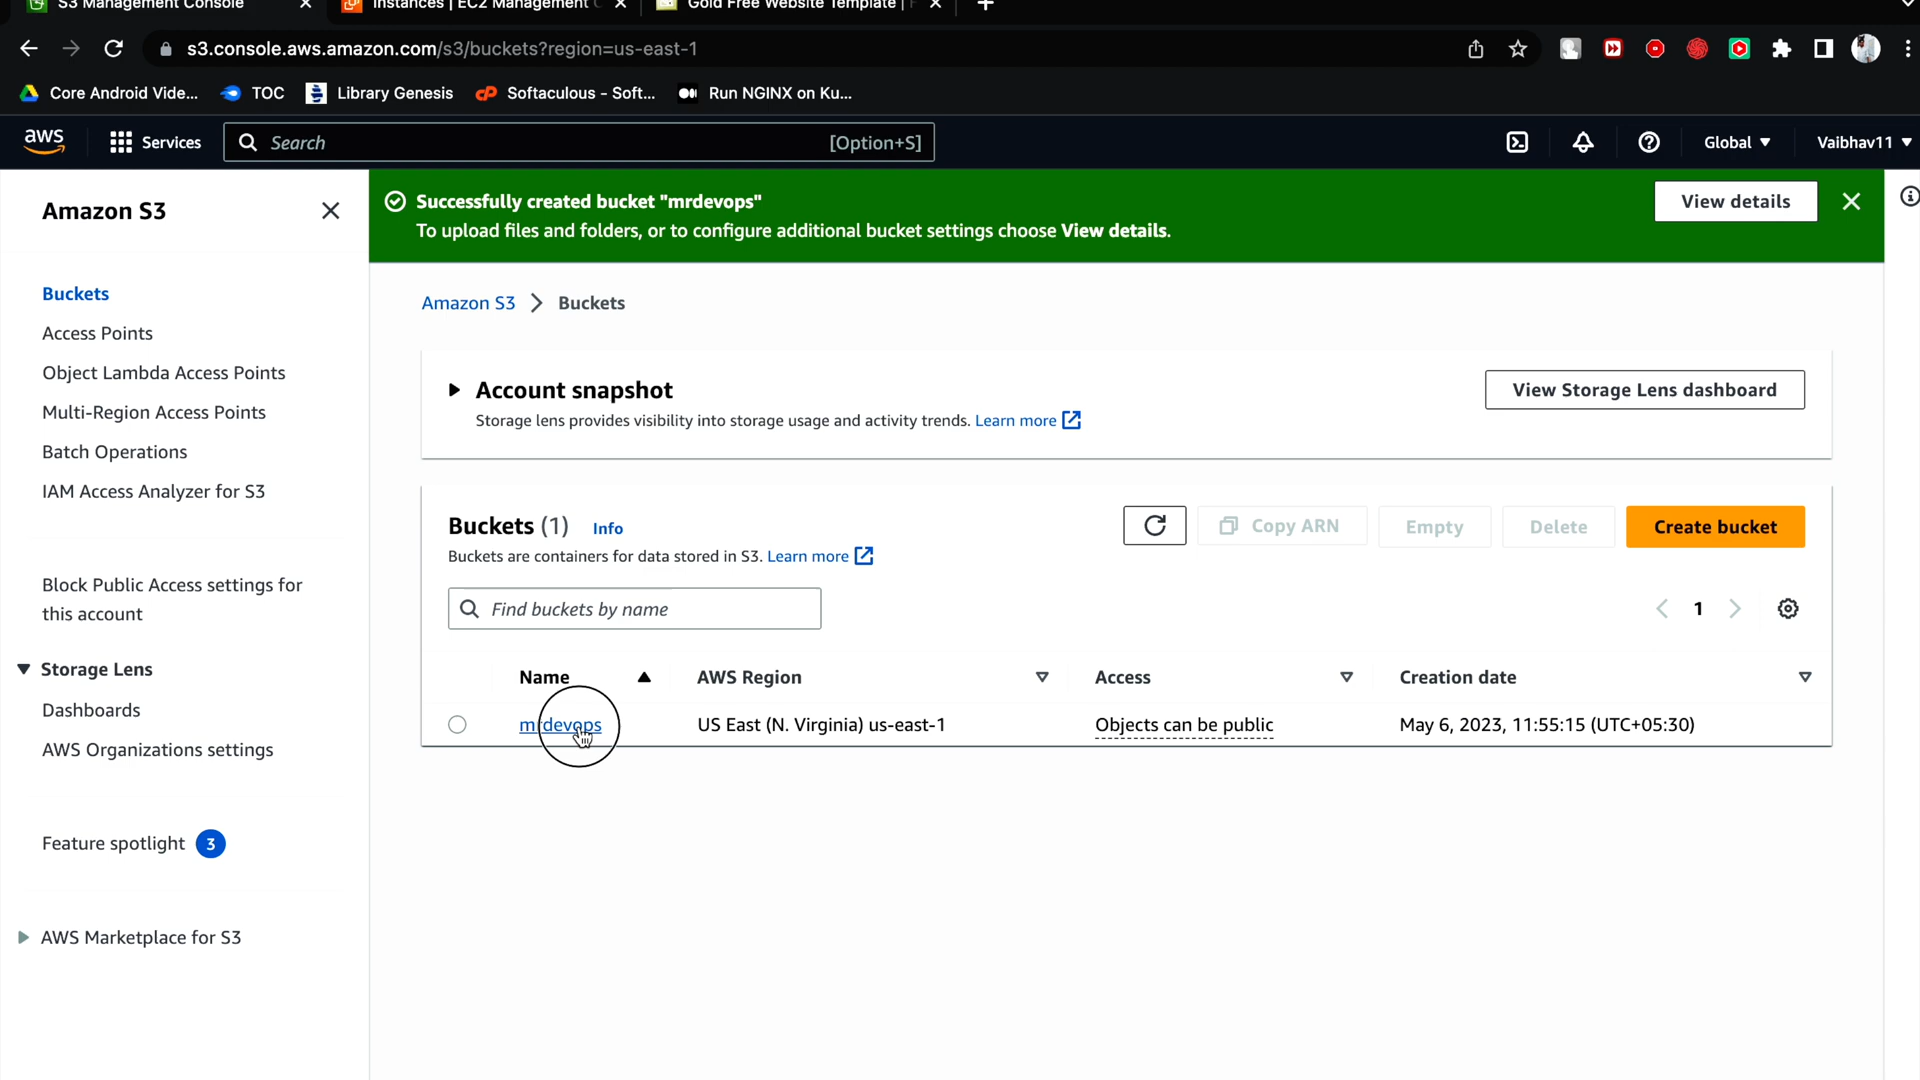 S3 Management Console
Instances | EC2 Management C
Gold Free Website Template |
s3.console.aws.amazon.com/s3/buckets?region=us-east-1
Core Android Vide...
TOC
Library Genesis
Softaculous - Soft...
Run NGINX on Ku...
aws
Services
Search
[Option+S]
Global
Vaibhav11
Amazon S3
Buckets
Access Points
Object Lambda Access Points
Multi-Region Access Points
Batch Operations
IAM Access Analyzer for S3
Block Public Access settings for
this account
Storage Lens
Dashboards
AWS Organizations settings
Feature spotlight 3
AWS Marketplace for S3
Successfully created bucket "mrdevops"
To upload files and folders, or to configure additional bucket settings choose View details.
View details
Amazon S3 > Buckets
Account snapshot
Storage lens provides visibility into storage usage and activity trends. Learn more
View Storage Lens dashboard
Buckets (1) Info
Buckets are containers for data stored in S3. Learn more
Copy ARN
Empty
Delete
Create bucket
Find buckets by name
1
Name AWS Region Access Creation date
mrdevops US East (N. Virginia) us-east-1 Objects can be public May 6, 2023, 11:55:15 (UTC+05:30)